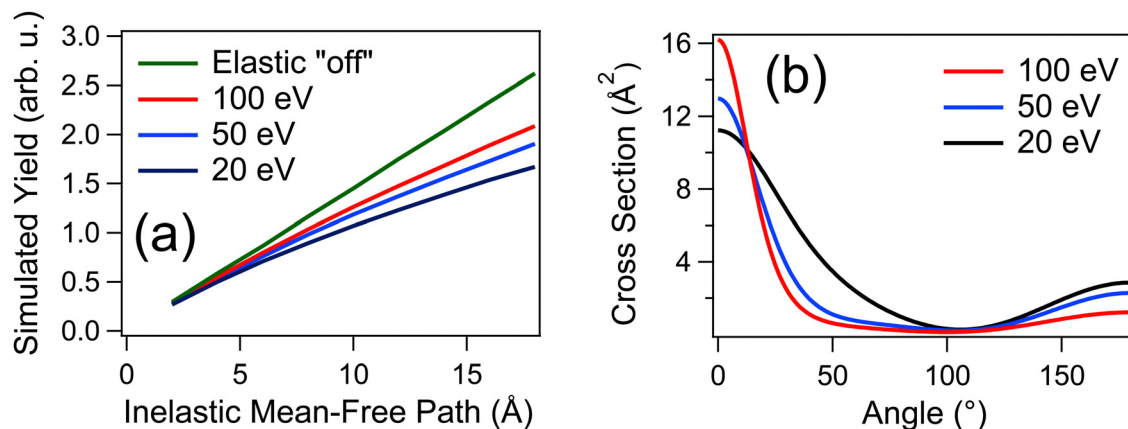 Simulated Yield (arb. u.)
3.0
2.5
2.0
1.5
1.0
0.5
0.0
Elastic "off"
100 eV
50 eV
20 eV
(a)
0
5
10
15
Inelastic Mean-Free Path (Å)
Cross Section (Å²)
16
12
8
4
(b)
100 eV
50 eV
20 eV
0
50
100
150
Angle (°)